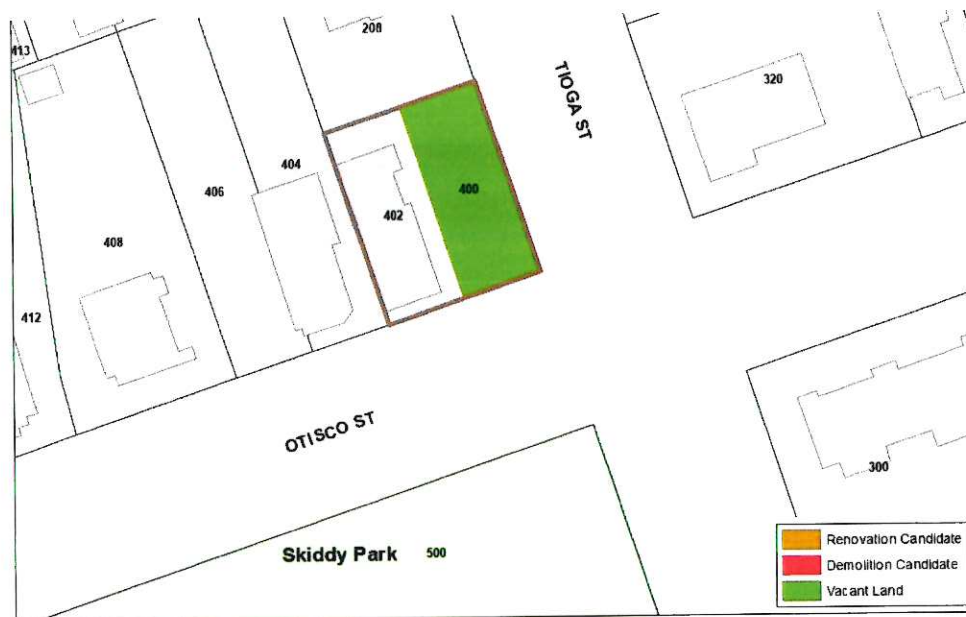 413
208
TIOGA ST
320
404
400
406
402
408
412
OTISCO ST
300
Skiddy Park 500
Renovation Candidate
Demolition Candidate
Vacant Land